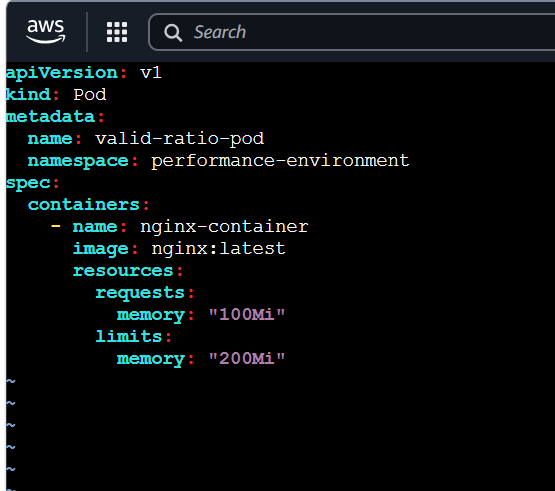 aws
Search
apiVersion: v1
kind: Pod
metadata:
  name: valid-ratio-pod
  namespace: performance-environment
spec:
  containers:
    - name: nginx-container
      image: nginx:latest
      resources:
        requests:
          memory: "100Mi"
        limits:
          memory: "200Mi"
~
~
~
~
~
~